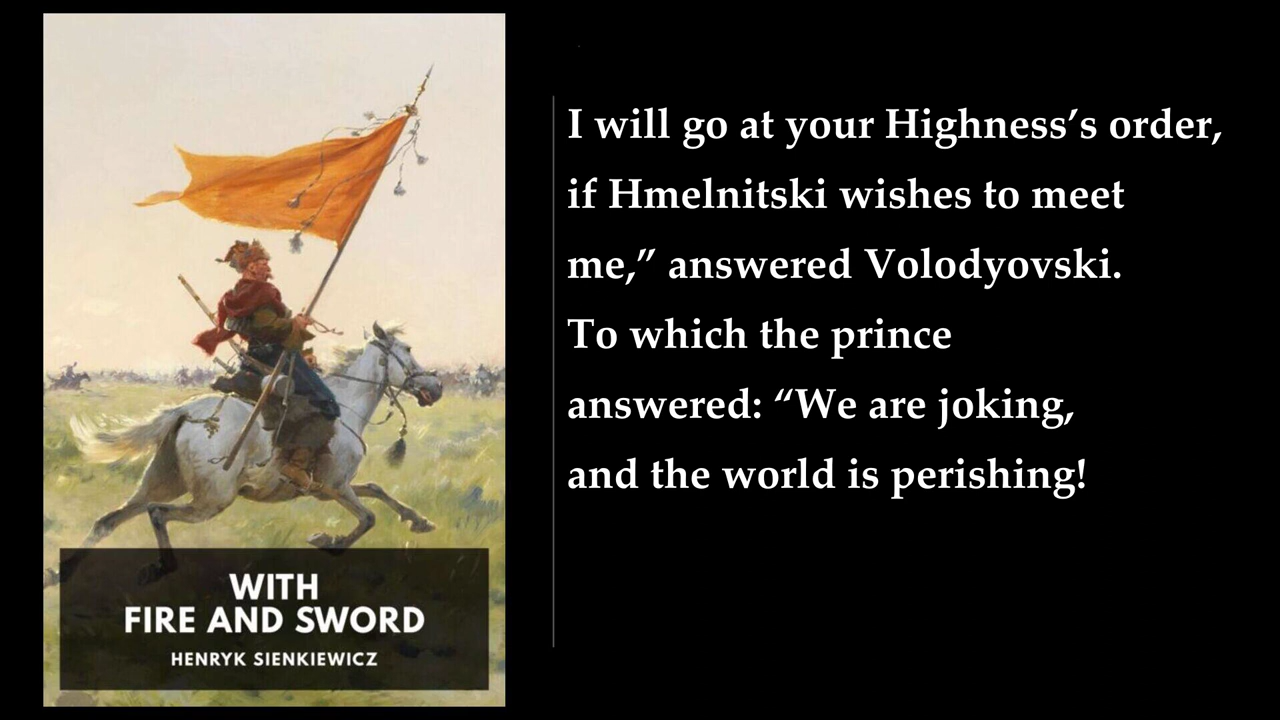 I will go at your Highness’s order,
if Hmelnitski wishes to meet
me,” answered Volodyovski.
To which the prince
answered: “We are joking,
and the world is perishing!
WITH
FIRE AND SWORD
HENRYK SIENKIEWICZ